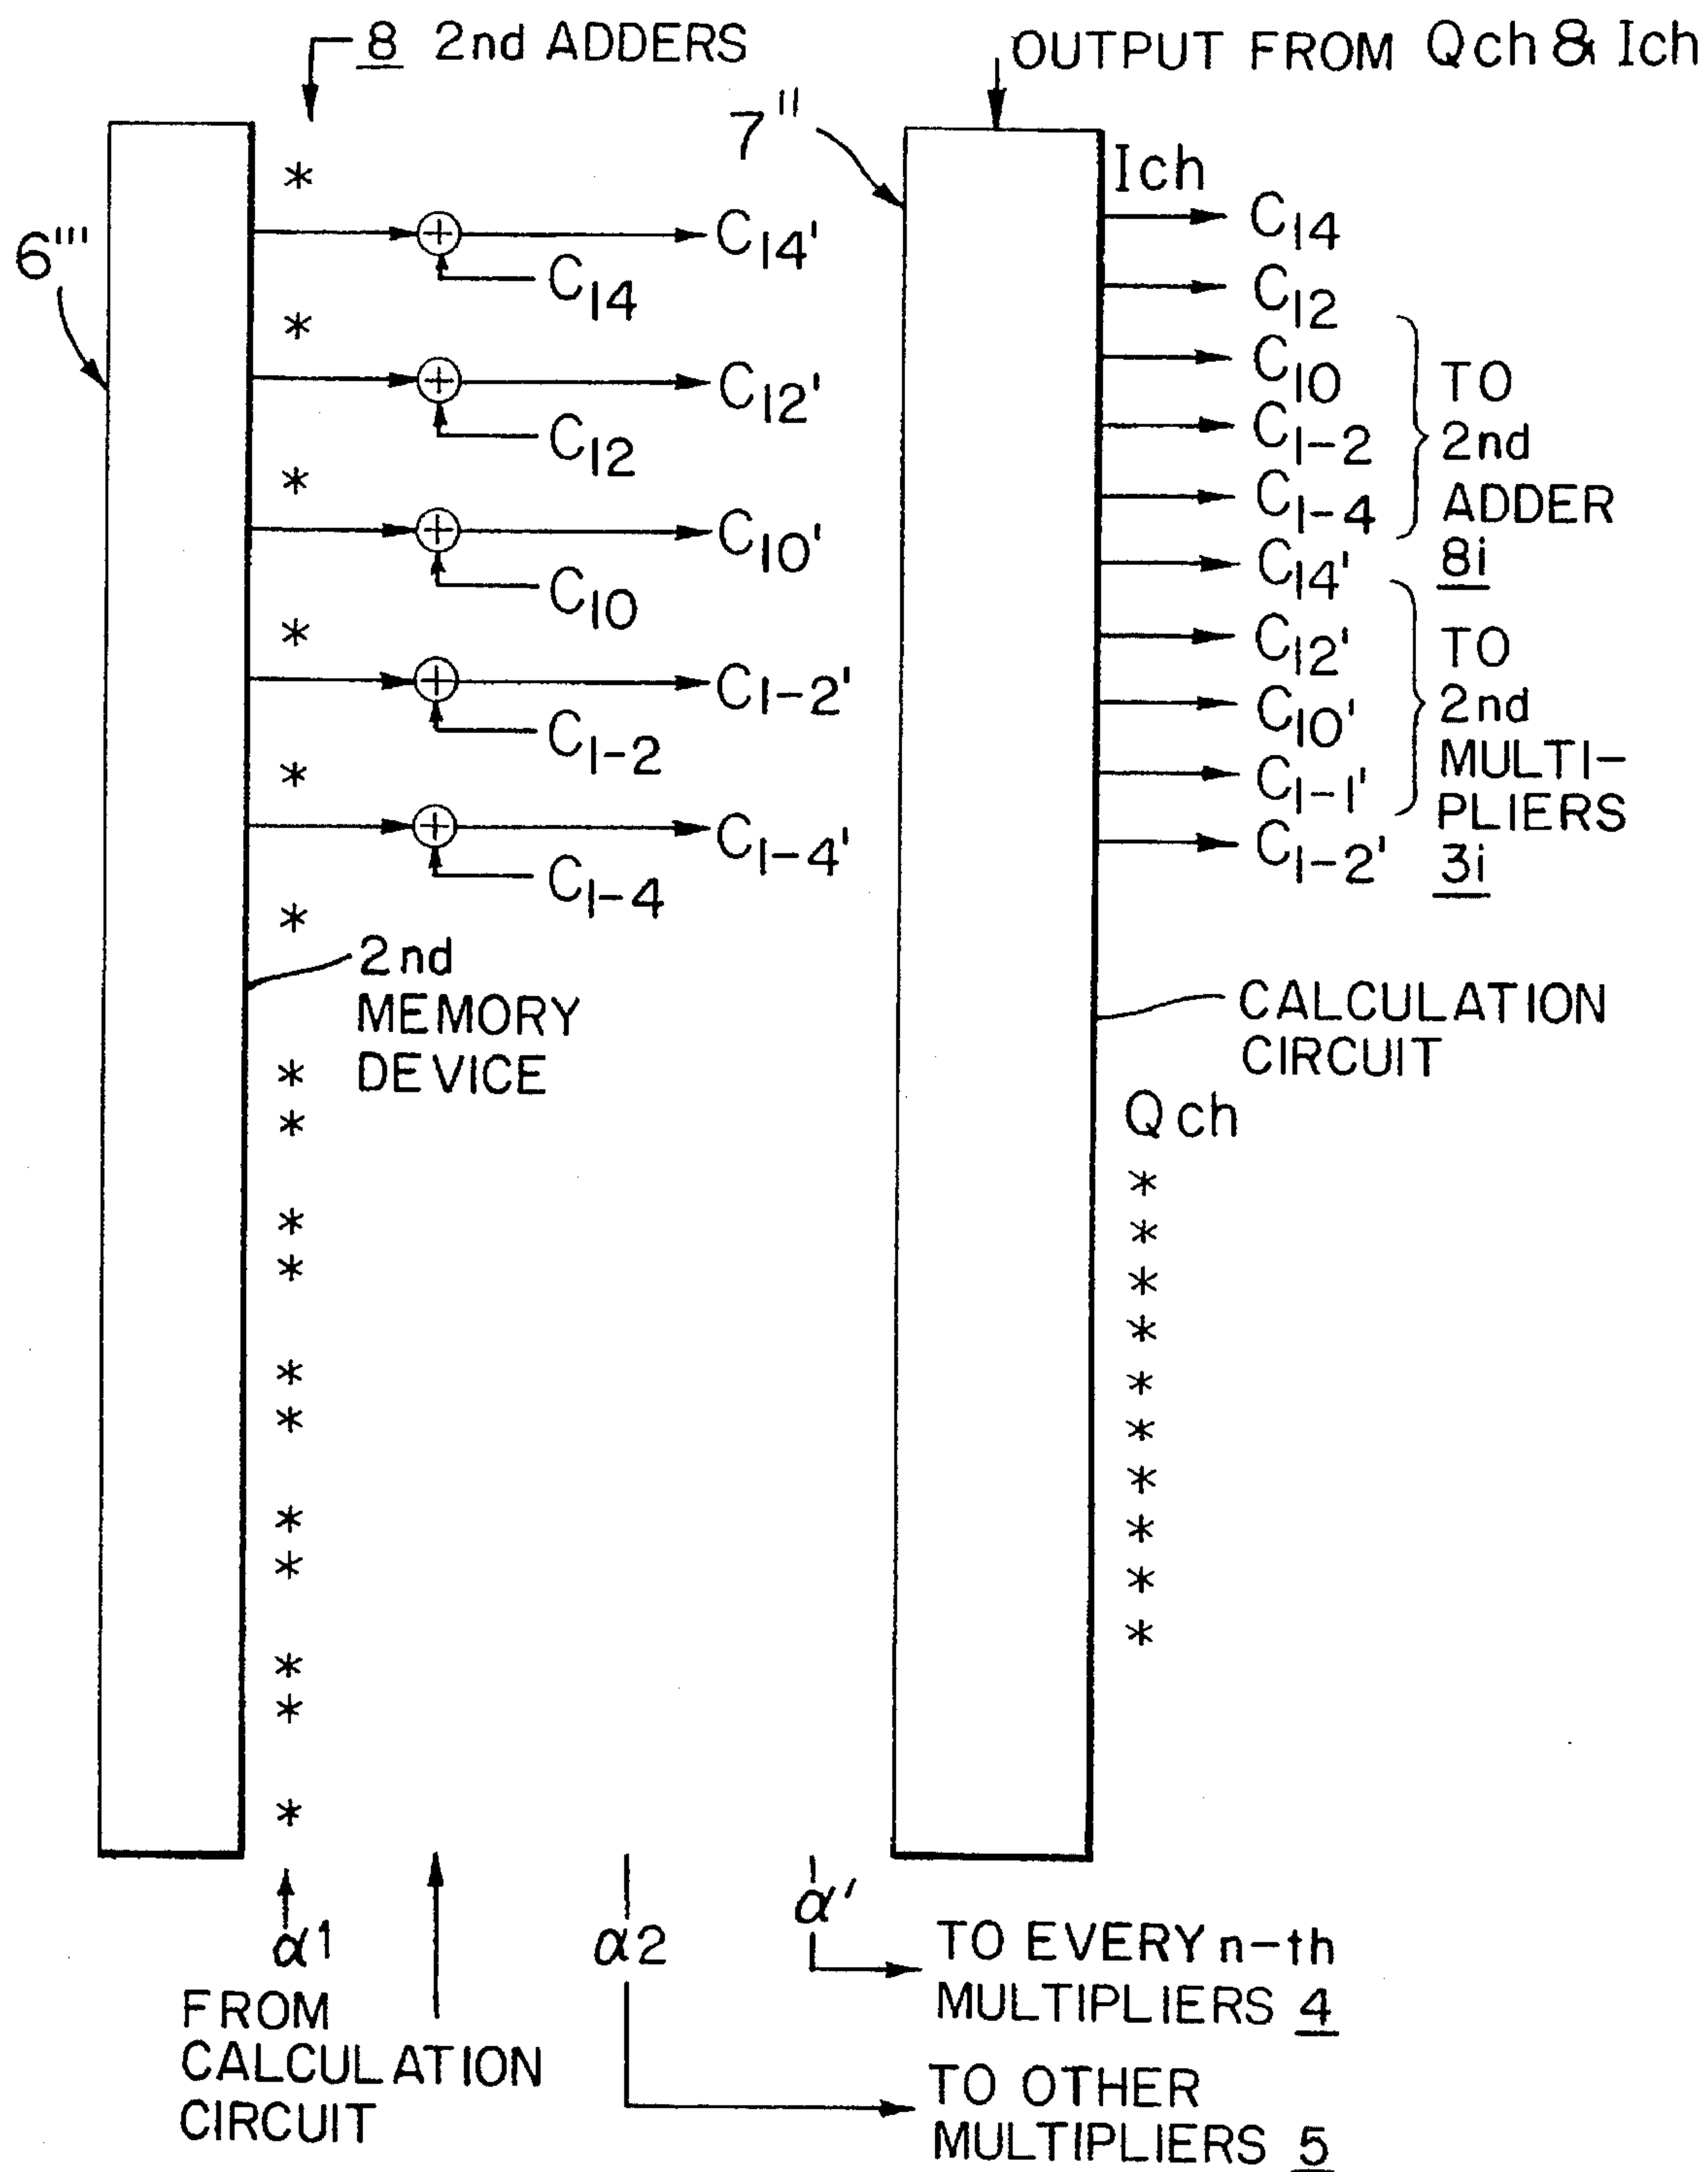 8 2nd ADDERS
OUTPUT FROM Qch & Ich
7''
6'''
*
C14'
C14
*
C12'
C12
*
C10'
C10
*
C1-2'
C1-2
*
C1-4'
C1-4
*
2nd
MEMORY
DEVICE
*
*
*
*
*
*
*
*
*
*
*
α1
FROM
CALCULATION
CIRCUIT
α2
α'
TO EVERY n-th
MULTIPLIERS 4
TO OTHER
MULTIPLIERS 5
Ich
C14
C12
C10
C1-2
C1-4
TO
2nd
ADDER
8i
C14'
C12'
C10'
C1-1'
C1-2'
TO
2nd
MULTI-
PLIERS
3i
CALCULATION
CIRCUIT
Qch
*
*
*
*
*
*
*
*
*
*